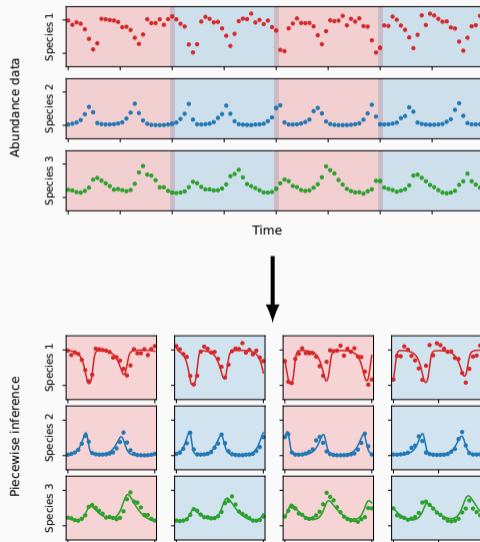 Abundance data
Species 1
Species 2
Species 3
Time
Piecewise inference
Species 1
Species 2
Species 3